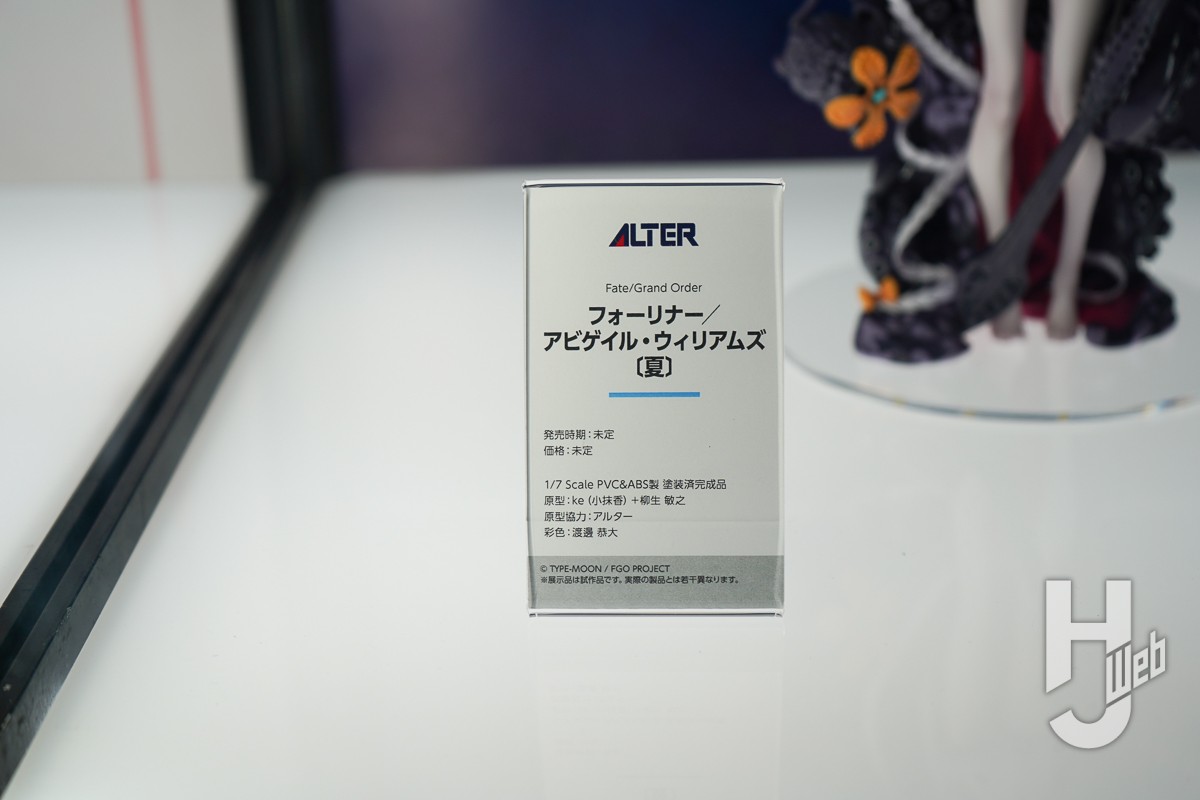 ALTER
Fate/Grand Order
フォーリナー／
アビゲイル・ウィリアムズ
〔夏〕
発売時期：未定
価格：未定
1/7 Scale PVC&ABS製 塗装済完成品
原型：ke（小抹香）＋柳生 敏之
原型協力：アルター
彩色：渡邊 恭大
© TYPE-MOON / FGO PROJECT
※展示品は試作品です。実際の製品とは若干異なります。
HJ Web